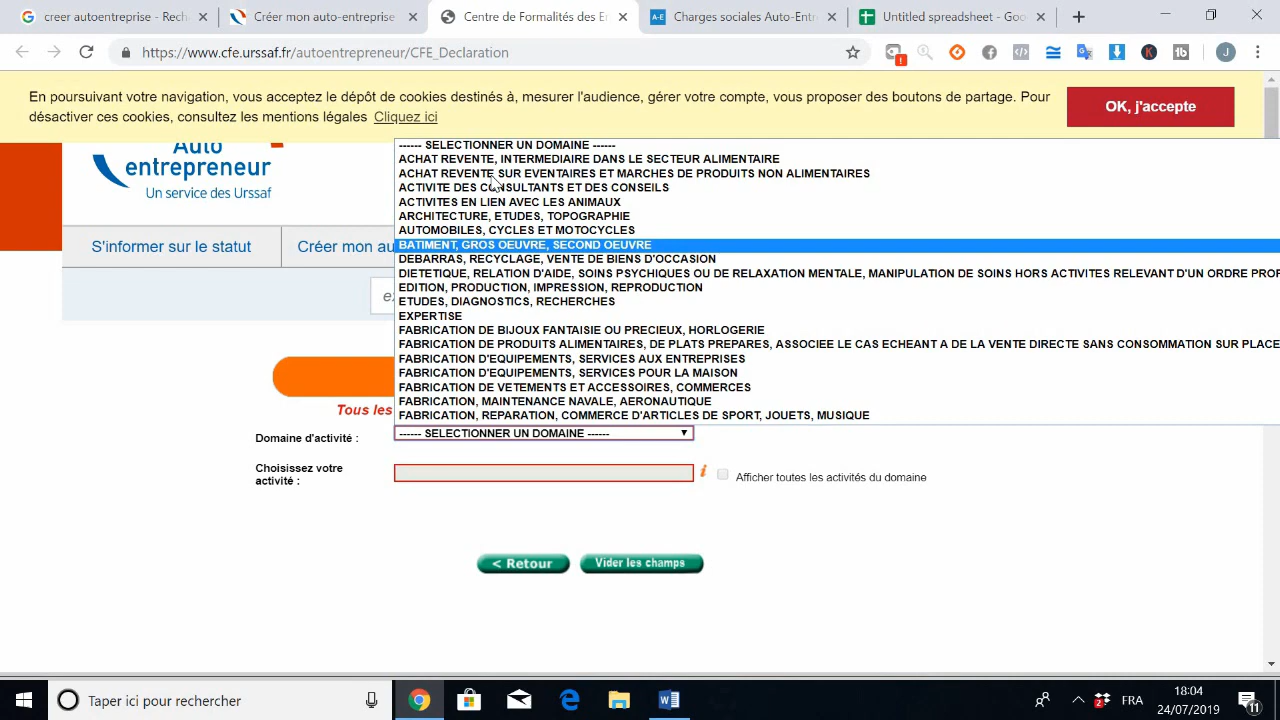 creer autoentreprise - Rech
Créer mon auto-entreprise
Centre de Formalités des En
Charges sociales Auto-Entr
Untitled spreadsheet - Goo
https://www.cfe.urssaf.fr/autoentrepreneur/CFE_Declaration
J
En poursuivant votre navigation, vous acceptez le dépôt de cookies destinés à, mesurer l'audience, gérer votre compte, vous proposer des boutons de partage. Pour
désactiver ces cookies, consultez les mentions légales Cliquez ici
OK, j'accepte
Auto
entrepreneur
Un service des Urssaf
S'informer sur le statut
Créer mon au
ex
------ SELECTIONNER UN DOMAINE ------
ACHAT REVENTE, INTERMEDIAIRE DANS LE SECTEUR ALIMENTAIRE
ACHAT REVENTE SUR EVENTAIRES ET MARCHES DE PRODUITS NON ALIMENTAIRES
ACTIVITE DES CONSULTANTS ET DES CONSEILS
ACTIVITES EN LIEN AVEC LES ANIMAUX
ARCHITECTURE, ETUDES, TOPOGRAPHIE
AUTOMOBILES, CYCLES ET MOTOCYCLES
BATIMENT, GROS OEUVRE, SECOND OEUVRE
DEBARRAS, RECYCLAGE, VENTE DE BIENS D'OCCASION
DIETETIQUE, RELATION D'AIDE, SOINS PSYCHIQUES OU DE RELAXATION MENTALE, MANIPULATION DE SOINS HORS ACTIVITES RELEVANT D'UN ORDRE PROF
EDITION, PRODUCTION, IMPRESSION, REPRODUCTION
ETUDES, DIAGNOSTICS, RECHERCHES
EXPERTISE
FABRICATION DE BIJOUX FANTAISIE OU PRECIEUX, HORLOGERIE
FABRICATION DE PRODUITS ALIMENTAIRES, DE PLATS PREPARES, ASSOCIEE LE CAS ECHEANT A DE LA VENTE DIRECTE SANS CONSOMMATION SUR PLACE
FABRICATION D'EQUIPEMENTS, SERVICES AUX ENTREPRISES
FABRICATION D'EQUIPEMENTS, SERVICES POUR LA MAISON
FABRICATION DE VETEMENTS ET ACCESSOIRES, COMMERCES
FABRICATION, MAINTENANCE NAVALE, AERONAUTIQUE
FABRICATION, REPARATION, COMMERCE D'ARTICLES DE SPORT, JOUETS, MUSIQUE
Tous les
Domaine d'activité :
------ SELECTIONNER UN DOMAINE ------
Choisissez votre
activité :
i
Afficher toutes les activités du domaine
< Retour
Vider les champs
Taper ici pour rechercher
FRA
18:04
24/07/2019
11